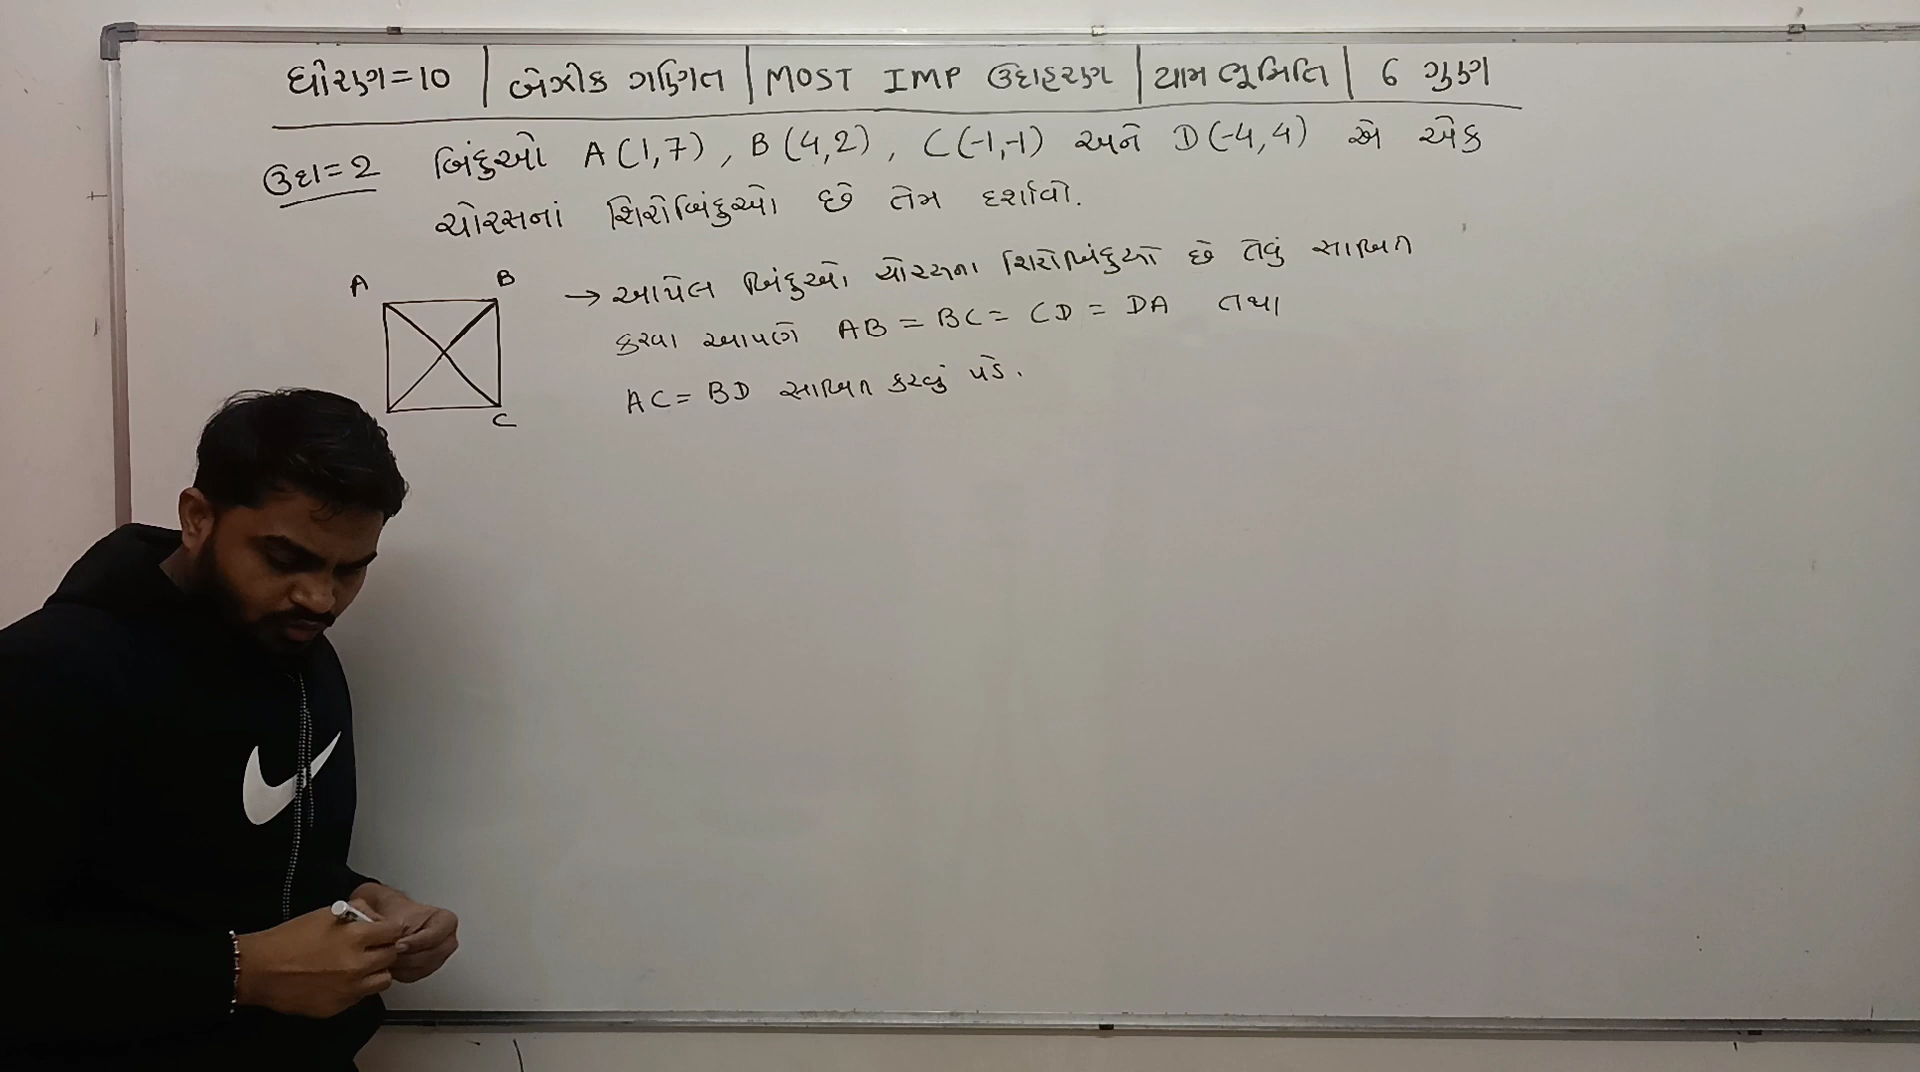 ધોરણ=10 | બેઝીક ગણિત | MOST IMP ઉદાહરણ | યામ ભૂમિતિ | 6 ગુણ
ઉદા=2 બિંદુઓ A(1,7), B(4,2), C(-1,-1) અને D(-4,4) એ એક
ચોરસનાં શિરોબિંદુઓ છે તેમ દર્શાવો.
A B
C
→ આપેલ બિંદુઓ ચોરસના શિરોબિંદુઓ છે તેવું સાબિત
કરવા આપણે AB = BC = CD = DA તથા
AC = BD સાબિત કરવું પડે.